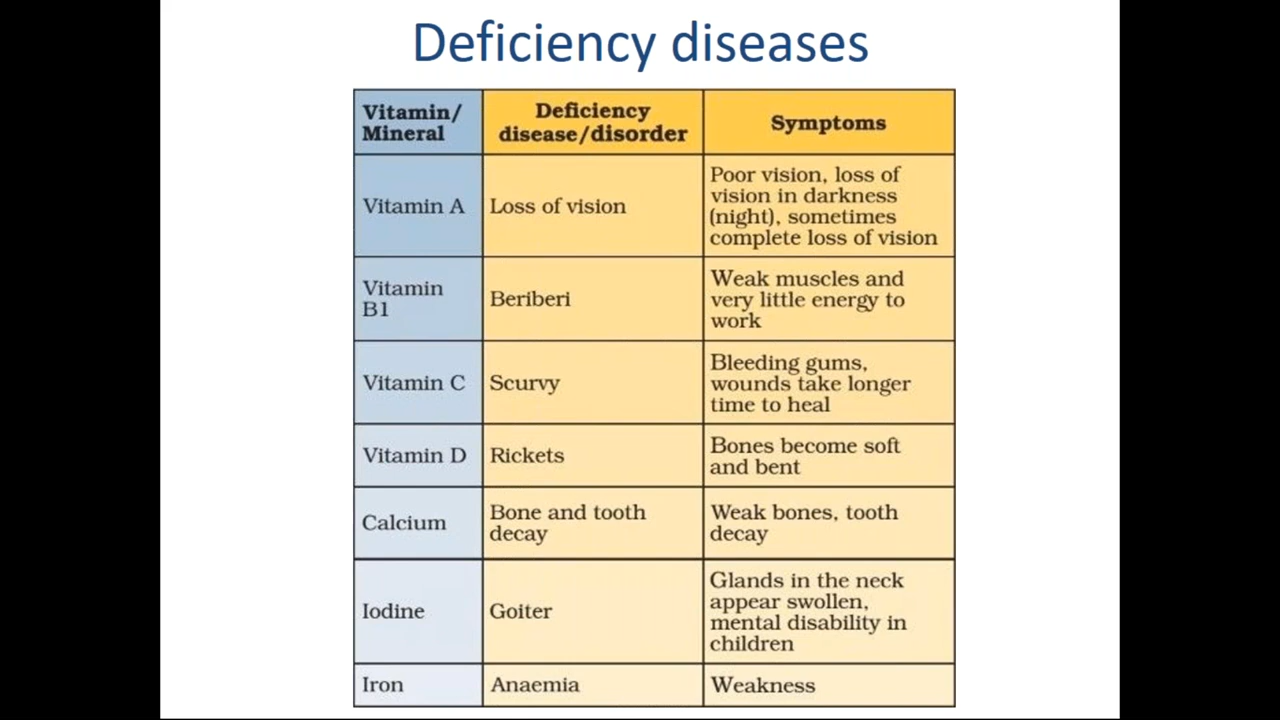 Deficiency diseases
Vitamin/
Mineral
Deficiency
disease/disorder
Symptoms
Vitamin A
Loss of vision
Poor vision, loss of
vision in darkness
(night), sometimes
complete loss of vision
Vitamin
B1
Beriberi
Weak muscles and
very little energy to
work
Vitamin C
Scurvy
Bleeding gums,
wounds take longer
time to heal
Vitamin D
Rickets
Bones become soft
and bent
Calcium
Bone and tooth
decay
Weak bones, tooth
decay
Iodine
Goiter
Glands in the neck
appear swollen,
mental disability in
children
Iron
Anaemia
Weakness